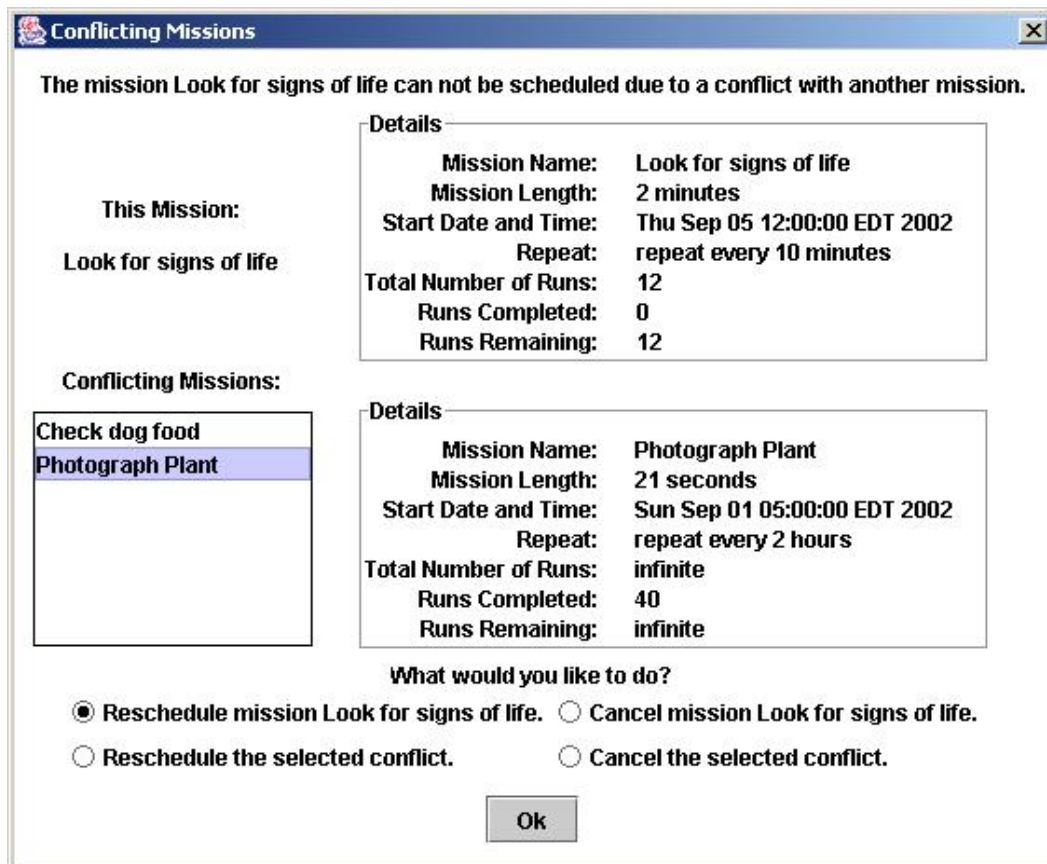 Conflicting Missions
The mission Look for signs of life can not be scheduled due to a conflict with another mission.
This Mission:
Look for signs of life
Details
Mission Name: Look for signs of life
Mission Length: 2 minutes
Start Date and Time: Thu Sep 05 12:00:00 EDT 2002
Repeat: repeat every 10 minutes
Total Number of Runs: 12
Runs Completed: 0
Runs Remaining: 12
Conflicting Missions:
Check dog food
Photograph Plant
Details
Mission Name: Photograph Plant
Mission Length: 21 seconds
Start Date and Time: Sun Sep 01 05:00:00 EDT 2002
Repeat: repeat every 2 hours
Total Number of Runs: infinite
Runs Completed: 40
Runs Remaining: infinite
What would you like to do?
Reschedule mission Look for signs of life. Cancel mission Look for signs of life.
Reschedule the selected conflict. Cancel the selected conflict.
Ok